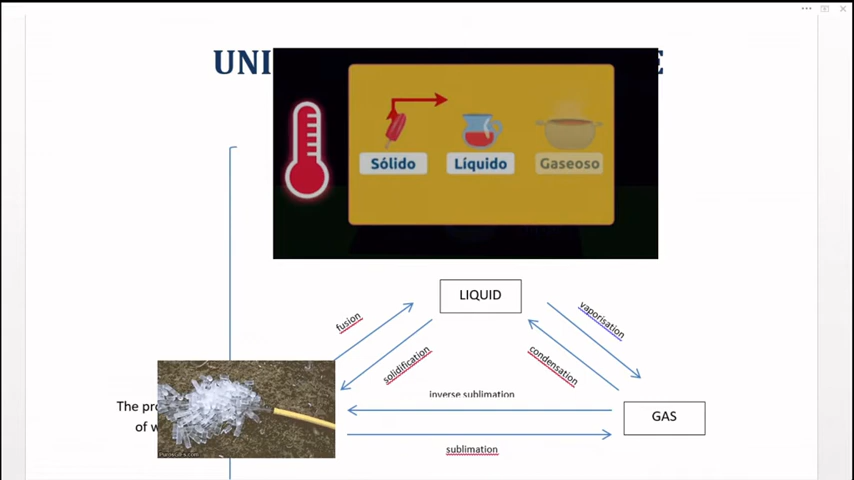 UNI E
Sólido Líquido Gaseoso
LIQUID
fusion
vaporisation
solidification
condensation
inverse sublimation
The pro
of w
GAS
sublimation